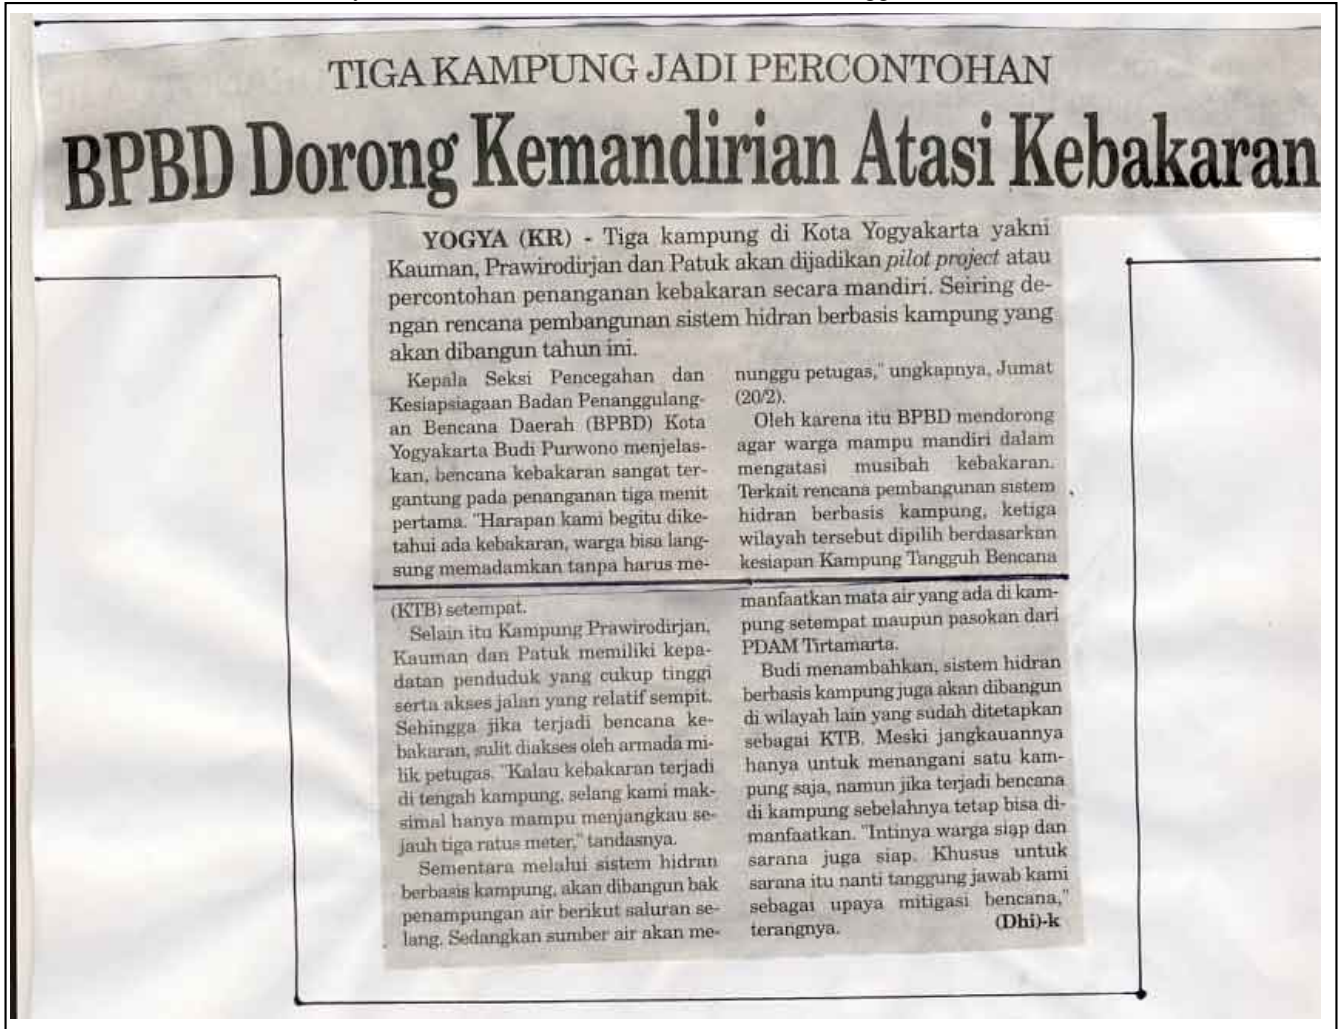 TIGA KAMPUNG JADI PERCONTOHAN
BPBD Dorong Kemandirian Atasi Kebakaran
YOGYA (KR) - Tiga kampung di Kota Yogyakarta yakni
Kauman, Prawirodirjan dan Patuk akan dijadikan pilot project atau
percontohan penanganan kebakaran secara mandiri. Seiring de-
ngan rencana pembangunan sistem hidran berbasis kampung yang
akan dibangun tahun ini.
Kepala Seksi Pencegahan dan
Kesiapsiagaan Badan Penanggulang-
an Bencana Daerah (BPBD) Kota
Yogyakarta Budi Purwono menjelas-
kan, bencana kebakaran sangat ter-
gantung pada penanganan tiga menit
pertama. "Harapan kami begitu dike-
tahui ada kebakaran, warga bisa lang-
sung memadamkan tanpa harus me-
nunggu petugas," ungkapnya, Jumat
(20/2).
Oleh karena itu BPBD mendorong
agar warga mampu mandiri dalam
mengatasi musibah kebakaran.
Terkait rencana pembangunan sistem
hidran berbasis kampung, ketiga
wilayah tersebut dipilih berdasarkan
kesiapan Kampung Tangguh Bencana
(KTB) setempat.
Selain itu Kampung Prawirodirjan,
Kauman dan Patuk memiliki kepa-
datan penduduk yang cukup tinggi
serta akses jalan yang relatif sempit.
Sehingga jika terjadi bencana ke-
bakaran, sulit diakses oleh armada mi-
lik petugas. "Kalau kebakaran terjadi
di tengah kampung, selang kami mak-
simal hanya mampu menjangkau se-
jauh tiga ratus meter," tandasnya.
Sementara melalui sistem hidran
berbasis kampung, akan dibangun bak
penampungan air berikut saluran se-
lang. Sedangkan sumber air akan me-
manfaatkan mata air yang ada di kam-
pung setempat maupun pasokan dari
PDAM Tirtamarta.
Budi menambahkan, sistem hidran
berbasis kampung juga akan dibangun
di wilayah lain yang sudah ditetapkan
sebagai KTB. Meski jangkauannya
hanya untuk menangani satu kam-
pung saja, namun jika terjadi bencana
di kampung sebelahnya tetap bisa di-
manfaatkan. "Intinya warga siap dan
sarana juga siap. Khusus untuk
sarana itu nanti tanggung jawab kami
sebagai upaya mitigasi bencana,"
terangnya. (Dhi)-k